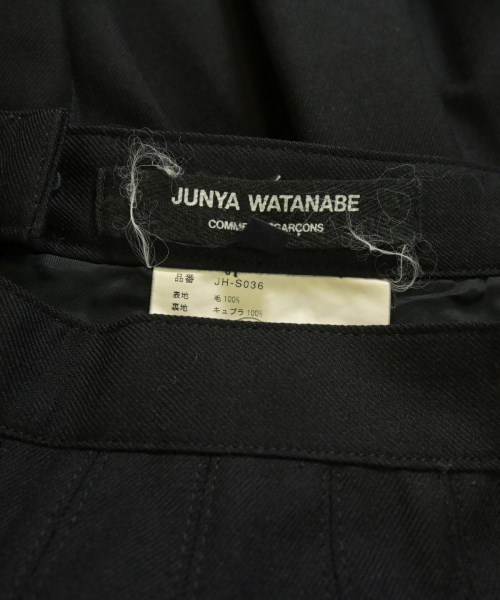 JUNYA WATANABE
COMME GARÇONS
品番 JH-S036
表地 毛 100%
裏地 キュプラ 100%